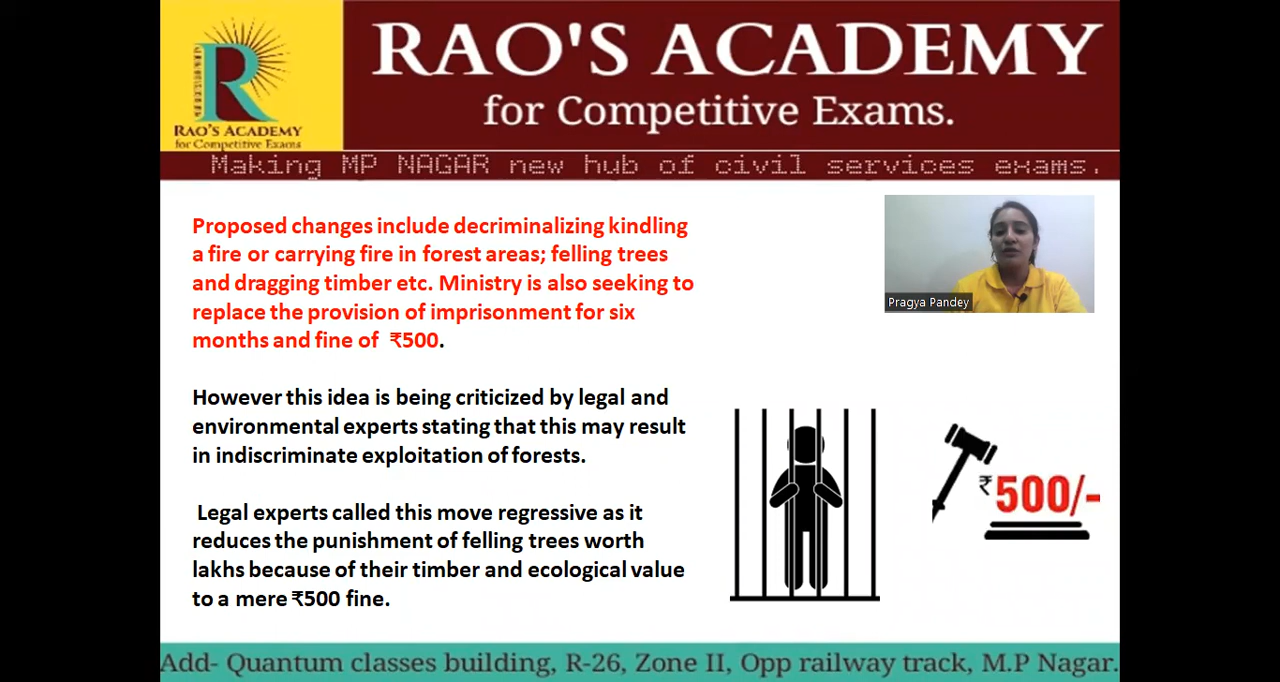 RAO'S ACADEMY
for Competitive Exams.
R
RAO'S ACADEMY
for Competitive Exams
Making MP NAGAR new hub of civil services exams.
Proposed changes include decriminalizing kindling
a fire or carrying fire in forest areas; felling trees
and dragging timber etc. Ministry is also seeking to
replace the provision of imprisonment for six
months and fine of ₹500.
Pragya Pandey
However this idea is being criticized by legal and
environmental experts stating that this may result
in indiscriminate exploitation of forests.
Legal experts called this move regressive as it
reduces the punishment of felling trees worth
lakhs because of their timber and ecological value
to a mere ₹500 fine.
₹500/-
Add- Quantum classes building, R-26, Zone II, Opp railway track, M.P Nagar.